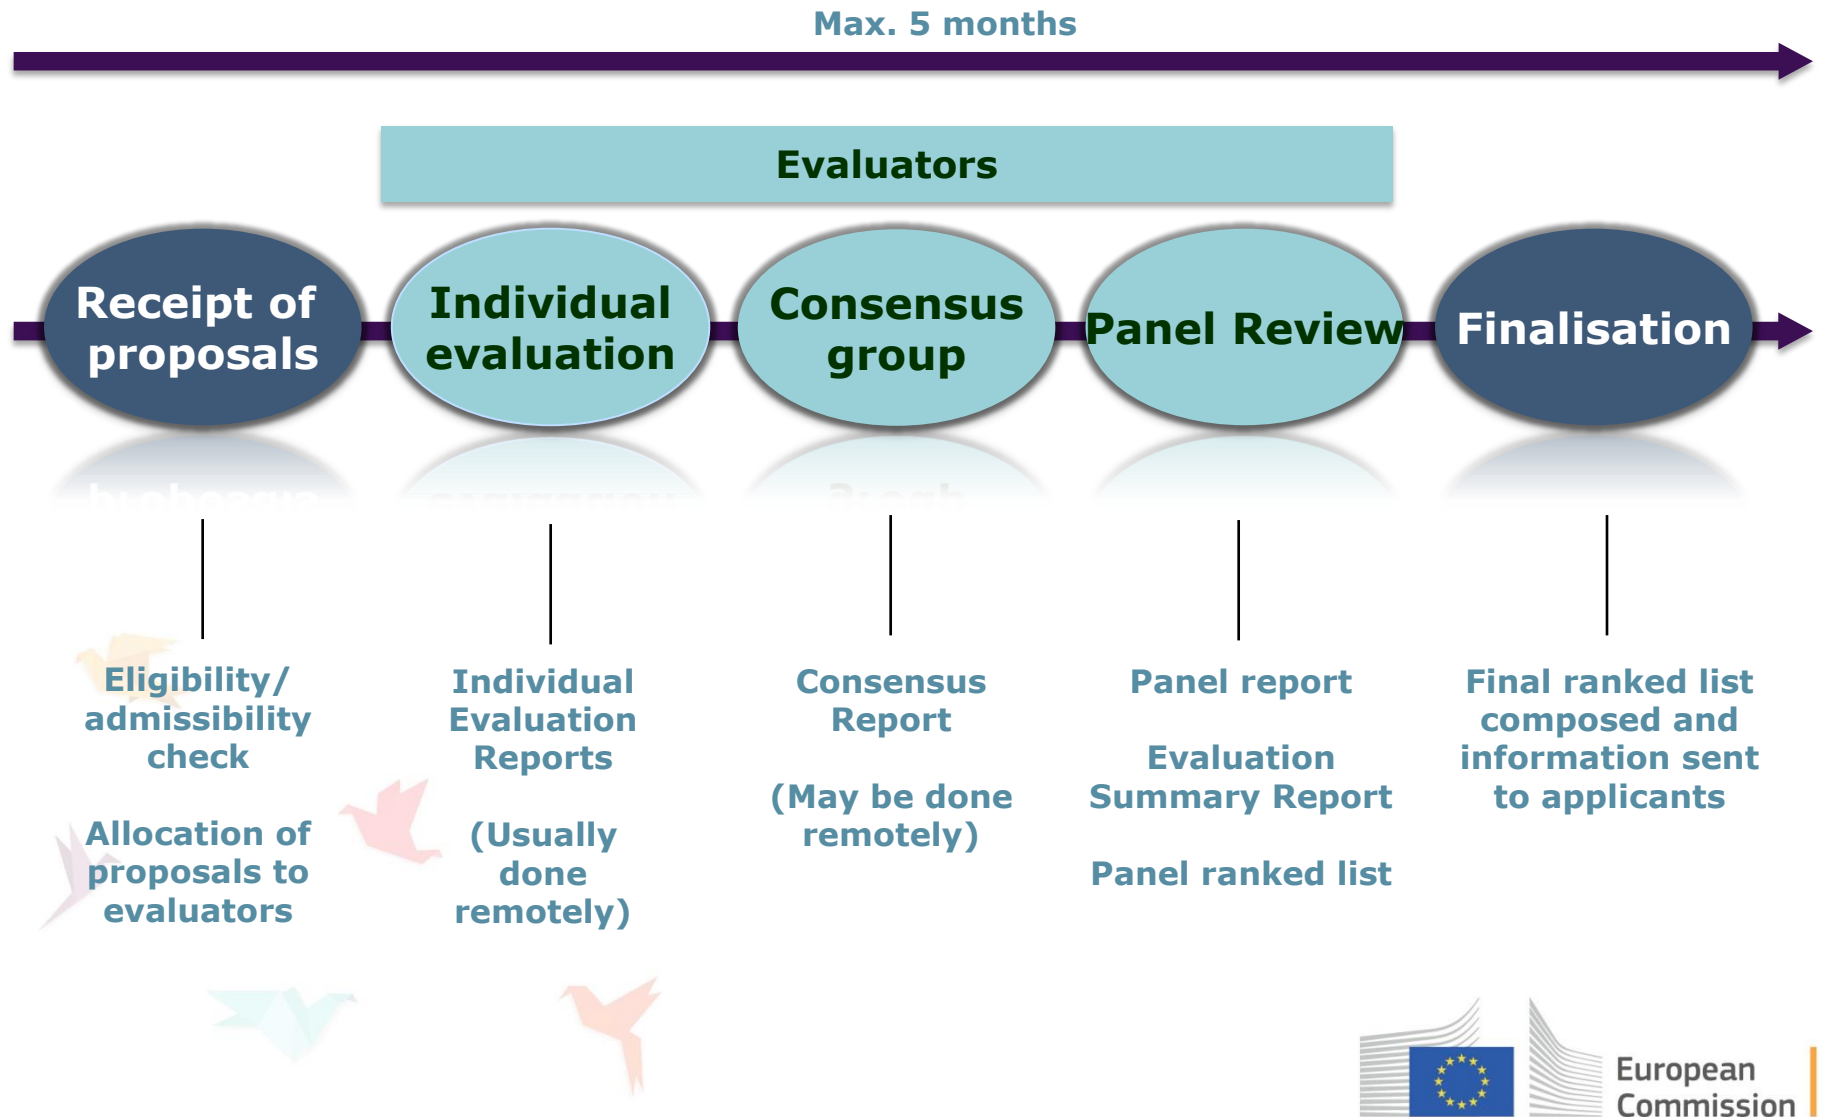 Max. 5 months
Evaluators
Receipt of
proposals
Individual
evaluation
Consensus
group
Panel Review
Finalisation
Eligibility/
admissibility
check
Allocation of
proposals to
evaluators
Individual
Evaluation
Reports
(Usually
done
remotely)
Consensus
Report
(May be done
remotely)
Panel report
Evaluation
Summary Report
Panel ranked list
Final ranked list
composed and
information sent
to applicants
European
Commission